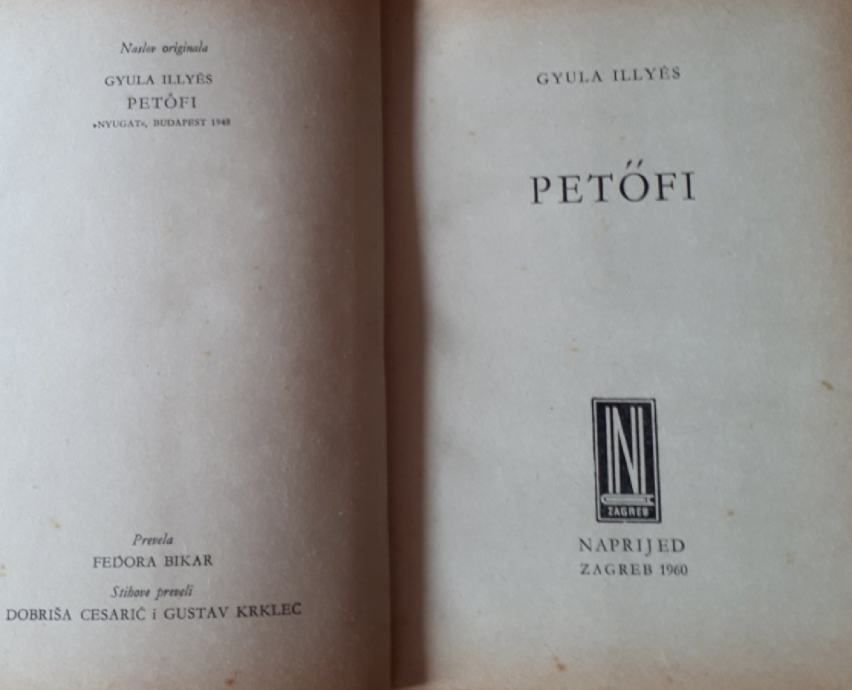 Naslov originala
GYULA ILLYÉS
PETŐFI
»NYUGAT«, BUDAPEST 1948
Prevela
FEDORA BIKAR
Stihove preveli
DOBRIŠA CESARIĆ i GUSTAV KRKLEC
GYULA ILLYÉS
PETŐFI
N
ZAGREB
NAPRIJED
ZAGREB 1960